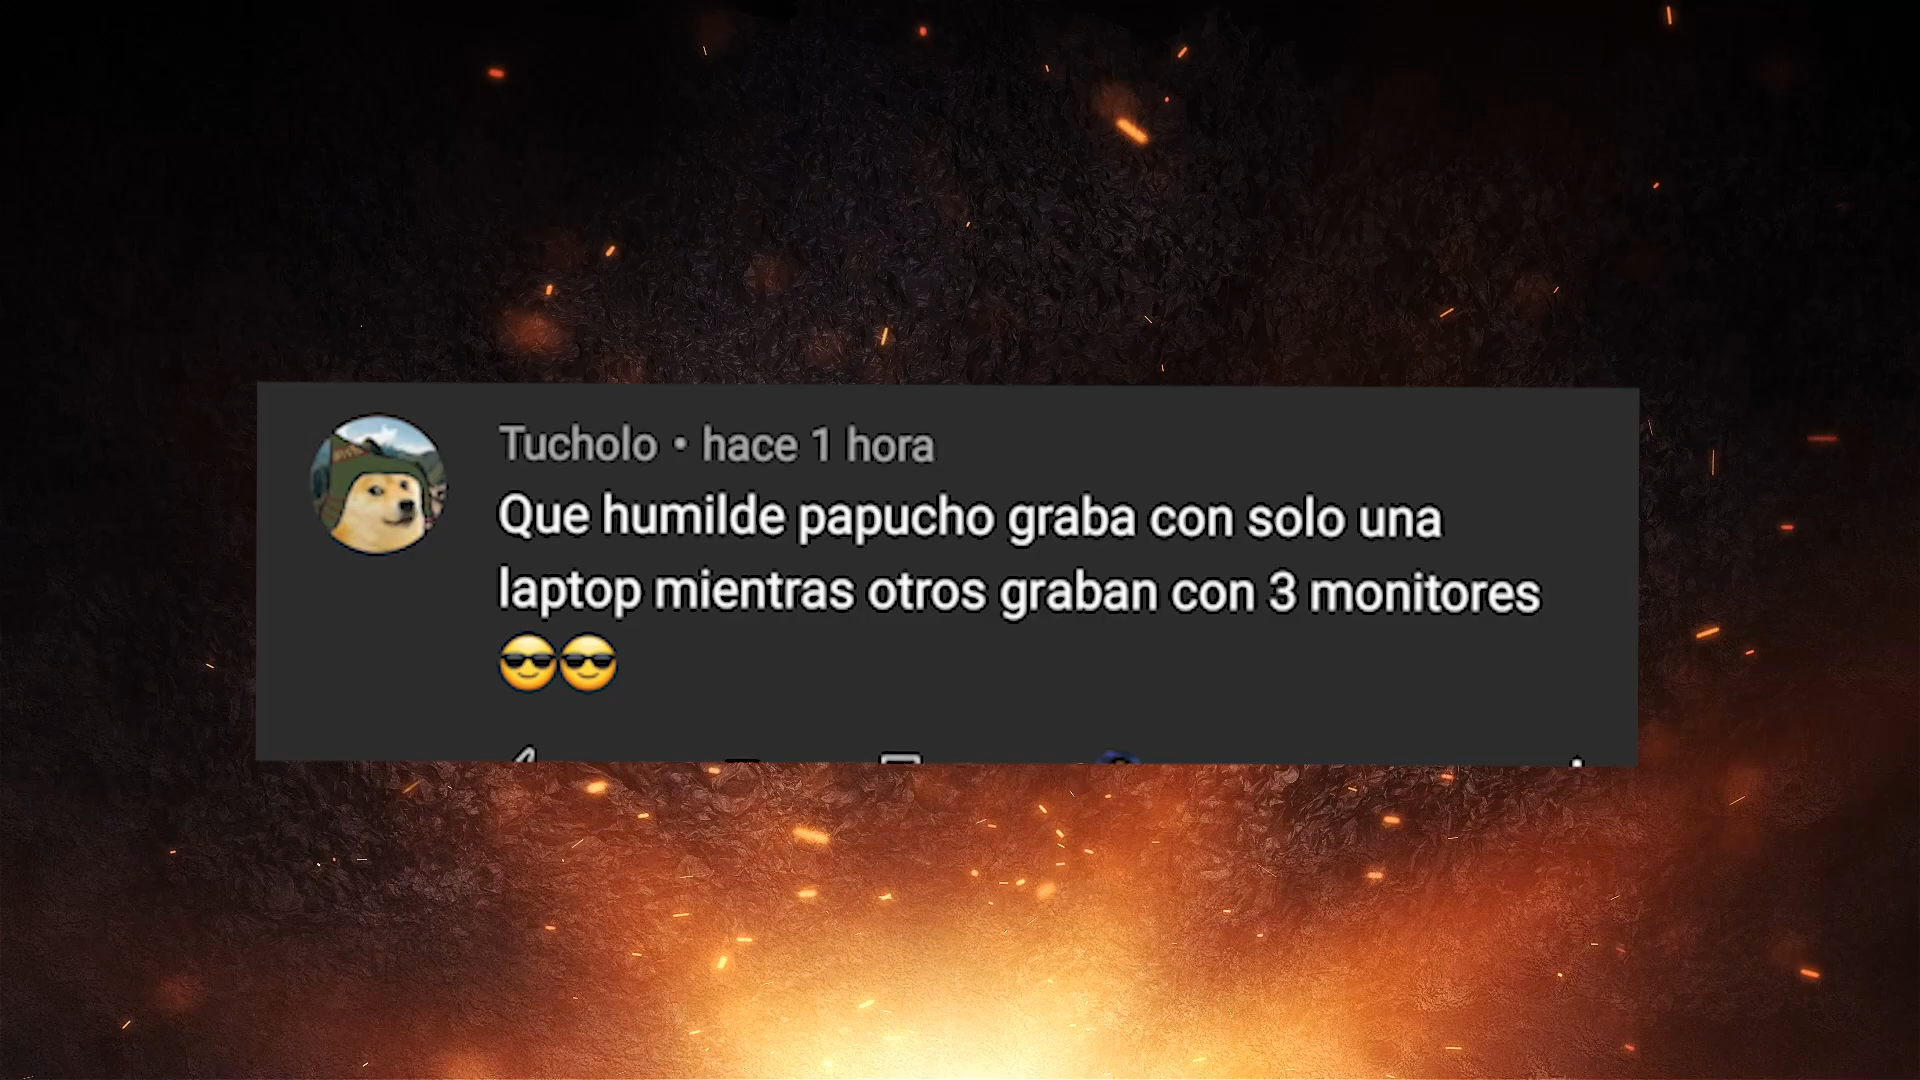 Tucholo • hace 1 hora
Que humilde papucho graba con solo una
laptop mientras otros graban con 3 monitores
😎😎